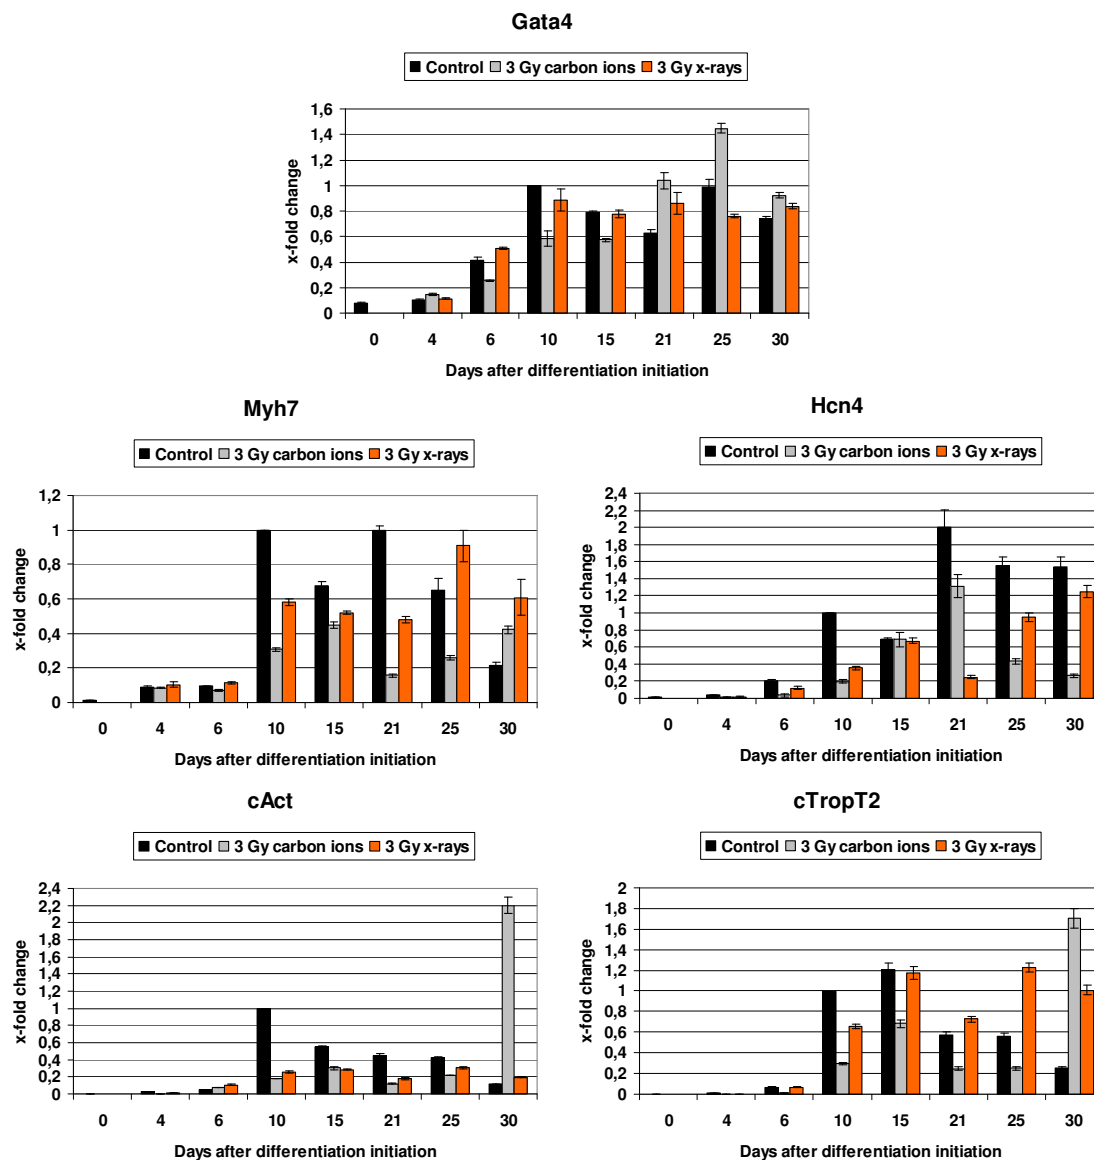 Gata4
Control 3 Gy carbon ions 3 Gy x-rays
1,6
1,4
1,2
1
0,8
0,6
0,4
0,2
0
x-fold change
0 4 6 10 15 21 25 30
Days after differentiation initiation
Myh7
Control 3 Gy carbon ions 3 Gy x-rays
1,2
1
0,8
0,6
0,4
0,2
0
x-fold change
0 4 6 10 15 21 25 30
Days after differentiation initiation
Hcn4
Control 3 Gy carbon ions 3 Gy x-rays
2,4
2,2
2
1,8
1,6
1,4
1,2
1
0,8
0,6
0,4
0,2
0
x-fold change
0 4 6 10 15 21 25 30
Days after differentiation initiation
cAct
Control 3 Gy carbon ions 3 Gy x-rays
2,4
2,2
2
1,8
1,6
1,4
1,2
1
0,8
0,6
0,4
0,2
0
x-fold change
0 4 6 10 15 21 25 30
Days after differentiation initiation
cTropT2
Control 3 Gy carbon ions 3 Gy x-rays
2
1,8
1,6
1,4
1,2
1
0,8
0,6
0,4
0,2
0
x-fold change
0 4 6 10 15 21 25 30
Days after differentiation initiation